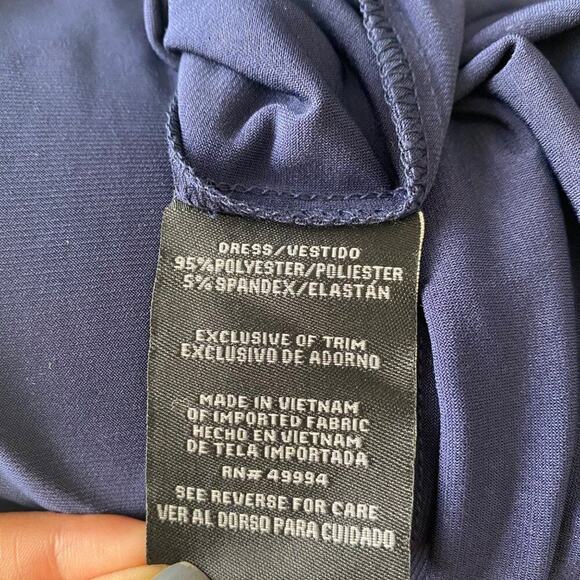 DRESS/VESTIDO
95%POLYESTER/POLIESTER
5%SPANDEX/ELASTÁN
EXCLUSIVE OF TRIM
EXCLUSIVO DE ADORNO
MADE IN VIETNAM
OF IMPORTED FABRIC
HECHO EN VIETNAM
DE TELA IMPORTADA
RN# 49994
SEE REVERSE FOR CARE
VER AL DORSO PARA CUIDADO